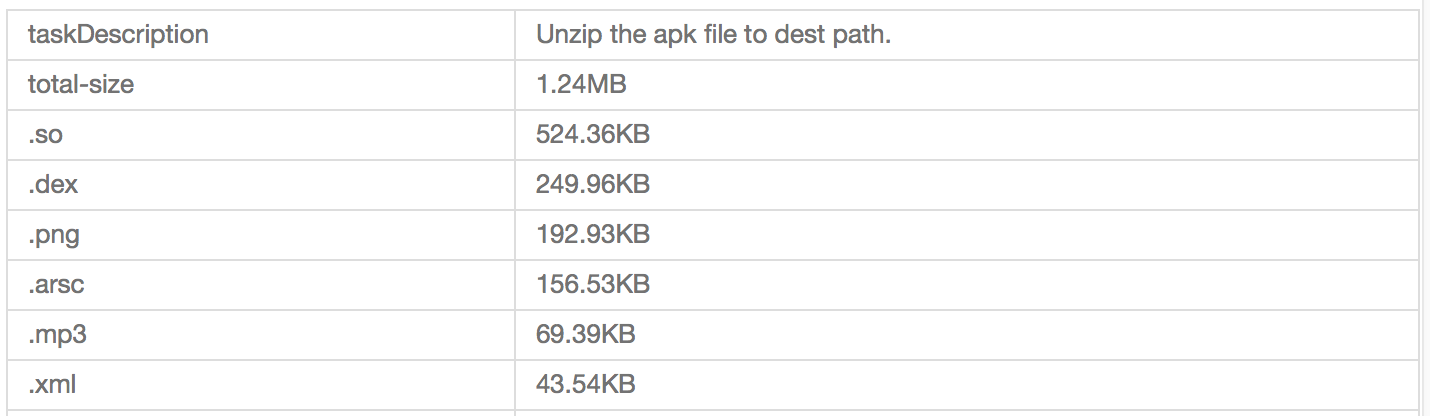 taskDescription Unzip the apk file to dest path.
total-size 1.24MB
.so 524.36KB
.dex 249.96KB
.png 192.93KB
.arsc 156.53KB
.mp3 69.39KB
.xml 43.54KB